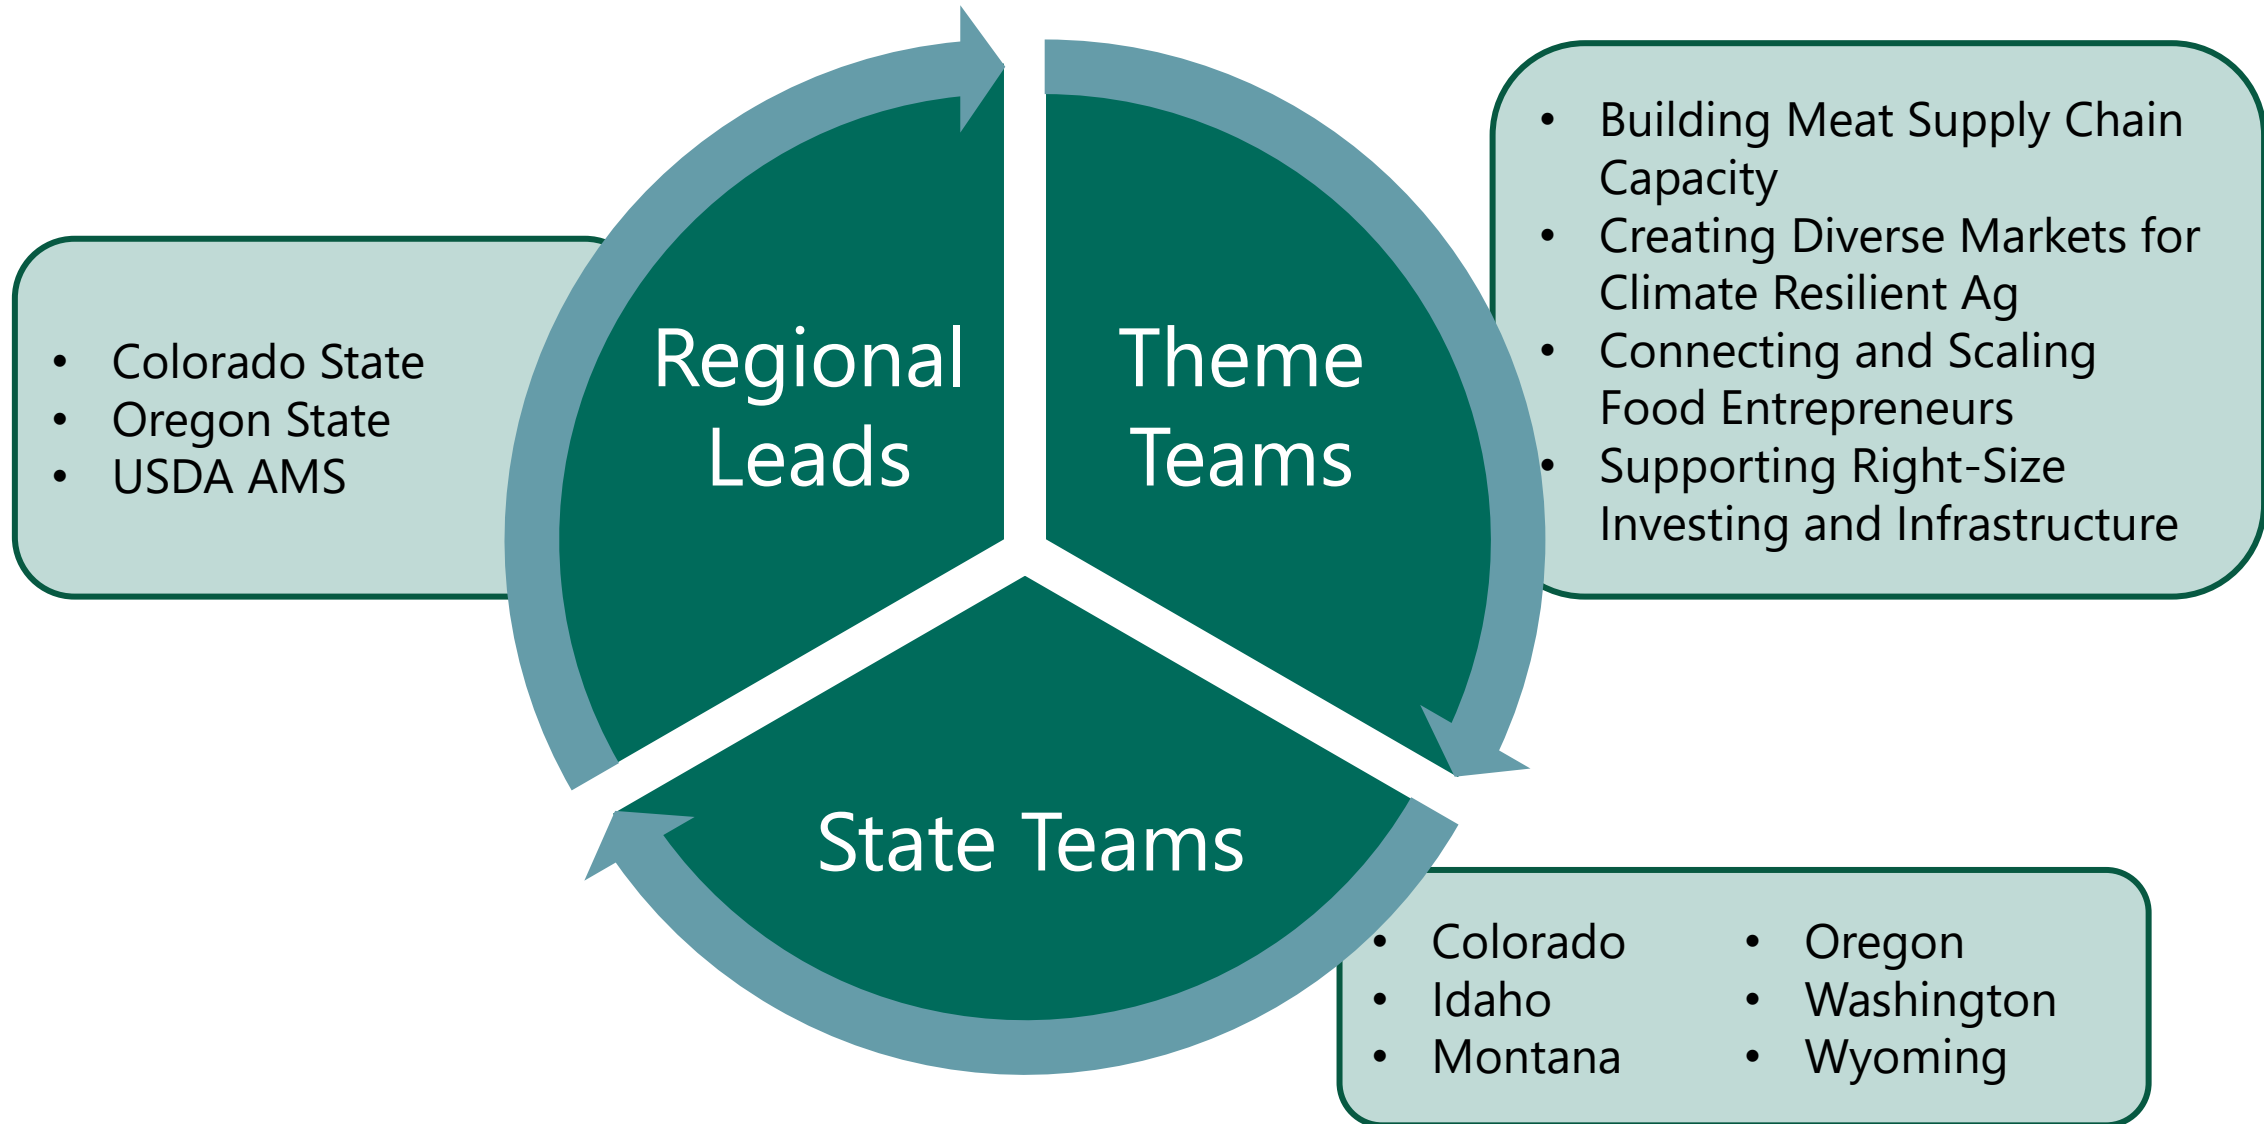 Regional
Leads
• Colorado State
• Oregon State
• USDA AMS
Theme
Teams
• Building Meat Supply Chain
Capacity
• Creating Diverse Markets for
Climate Resilient Ag
• Connecting and Scaling
Food Entrepreneurs
• Supporting Right-Size
Investing and Infrastructure
State Teams
• Colorado
• Idaho
• Montana
• Oregon
• Washington
• Wyoming